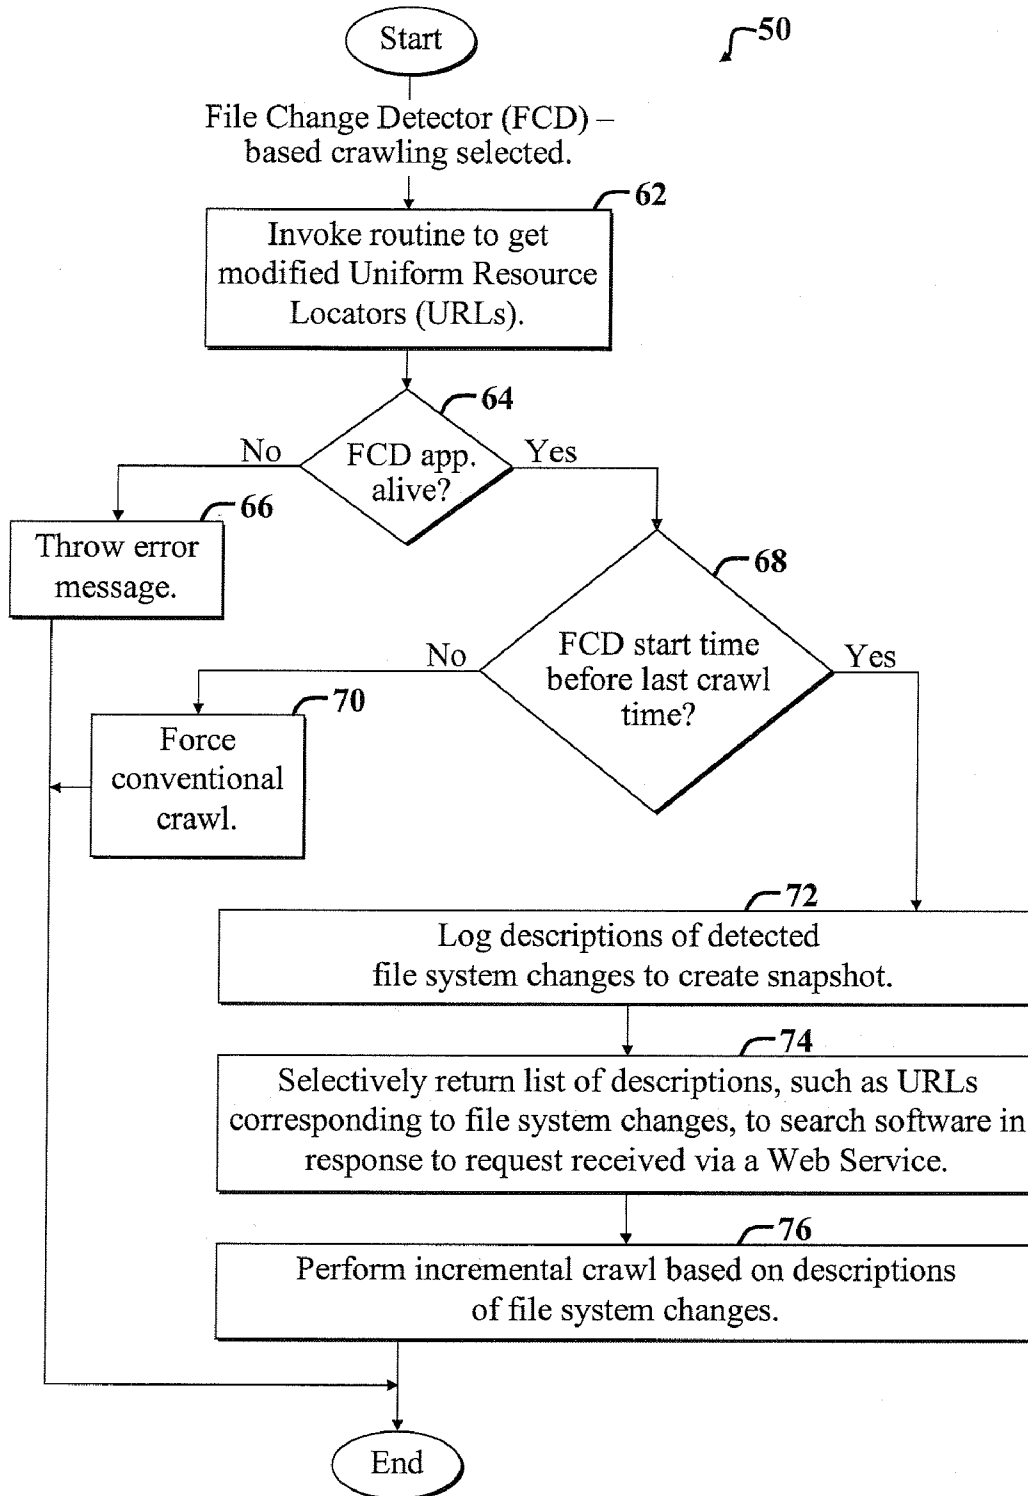 Start
50
File Change Detector (FCD) –
based crawling selected.
62
Invoke routine to get
modified Uniform Resource
Locators (URLs).
64
No
FCD app.
alive?
Yes
66
Throw error
message.
68
No
FCD start time
before last crawl
time?
Yes
70
Force
conventional
crawl.
72
Log descriptions of detected
file system changes to create snapshot.
74
Selectively return list of descriptions, such as URLs
corresponding to file system changes, to search software in
response to request received via a Web Service.
76
Perform incremental crawl based on descriptions
of file system changes.
End